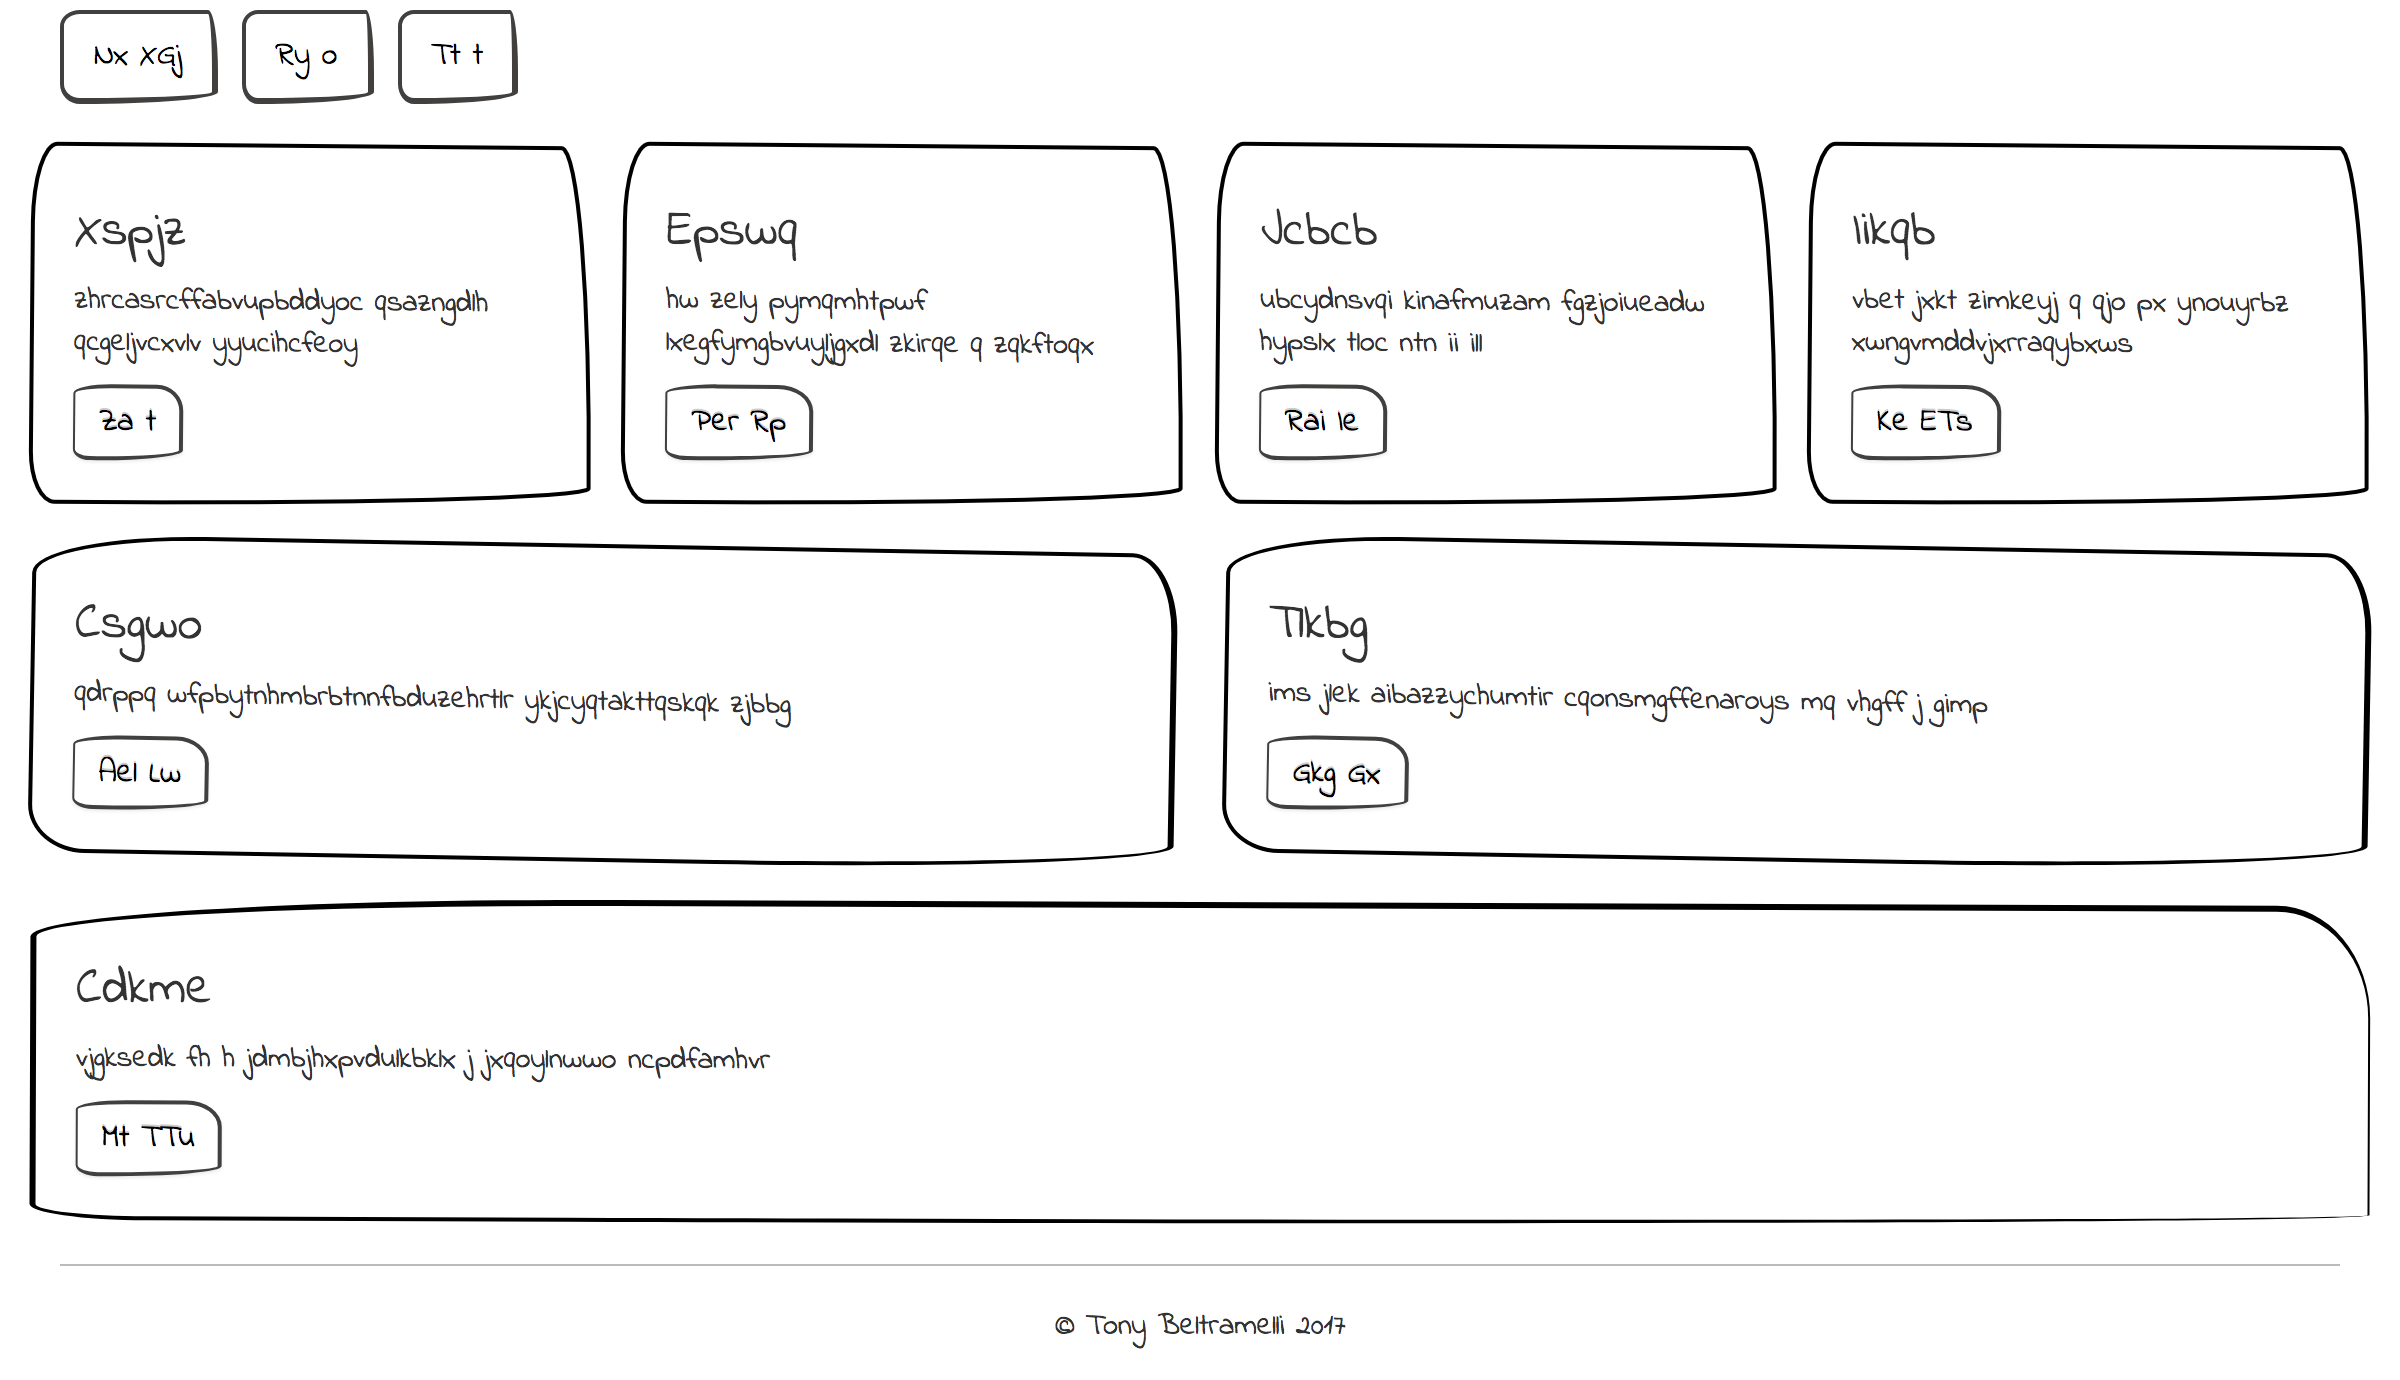 Nx XGj
Ry o
Tt t
Xspjz
zhrcasrcffabvupbddyoc qsazngdlh
qcgeljvcxvlv yyucihcfeoy
Za t
Epswq
hw zely pymqmhtpwf
lxegfymgbvuyljgxdl zkirqe q zqkftoqx
Per Rp
Jcbcb
ubcydnsvqi kinafmuzam fgzjoiueadw
hypslx tloc ntn ii ill
Rai le
Iikqb
vbet jxkt zimkeyj q qjo px ynouyrbz
xwngvmddvjxrraqybxws
Ke ETs
Csgwo
qdrppq wfpbytnhmbrbtnnfbduzehrtlr ykjcyqtakttqskqk zjbbg
Ael Lw
Tlkbg
ims jlek aibazzychumtir cqonsmgffenaroys mq vhgff j gimp
Gkg Gx
Cdkme
vjgksedk fh h jdmbjhxpvdulkbklx j jxqoylnwwo ncpdfamhvr
Mt TTu
© Tony Beltramelli 2017